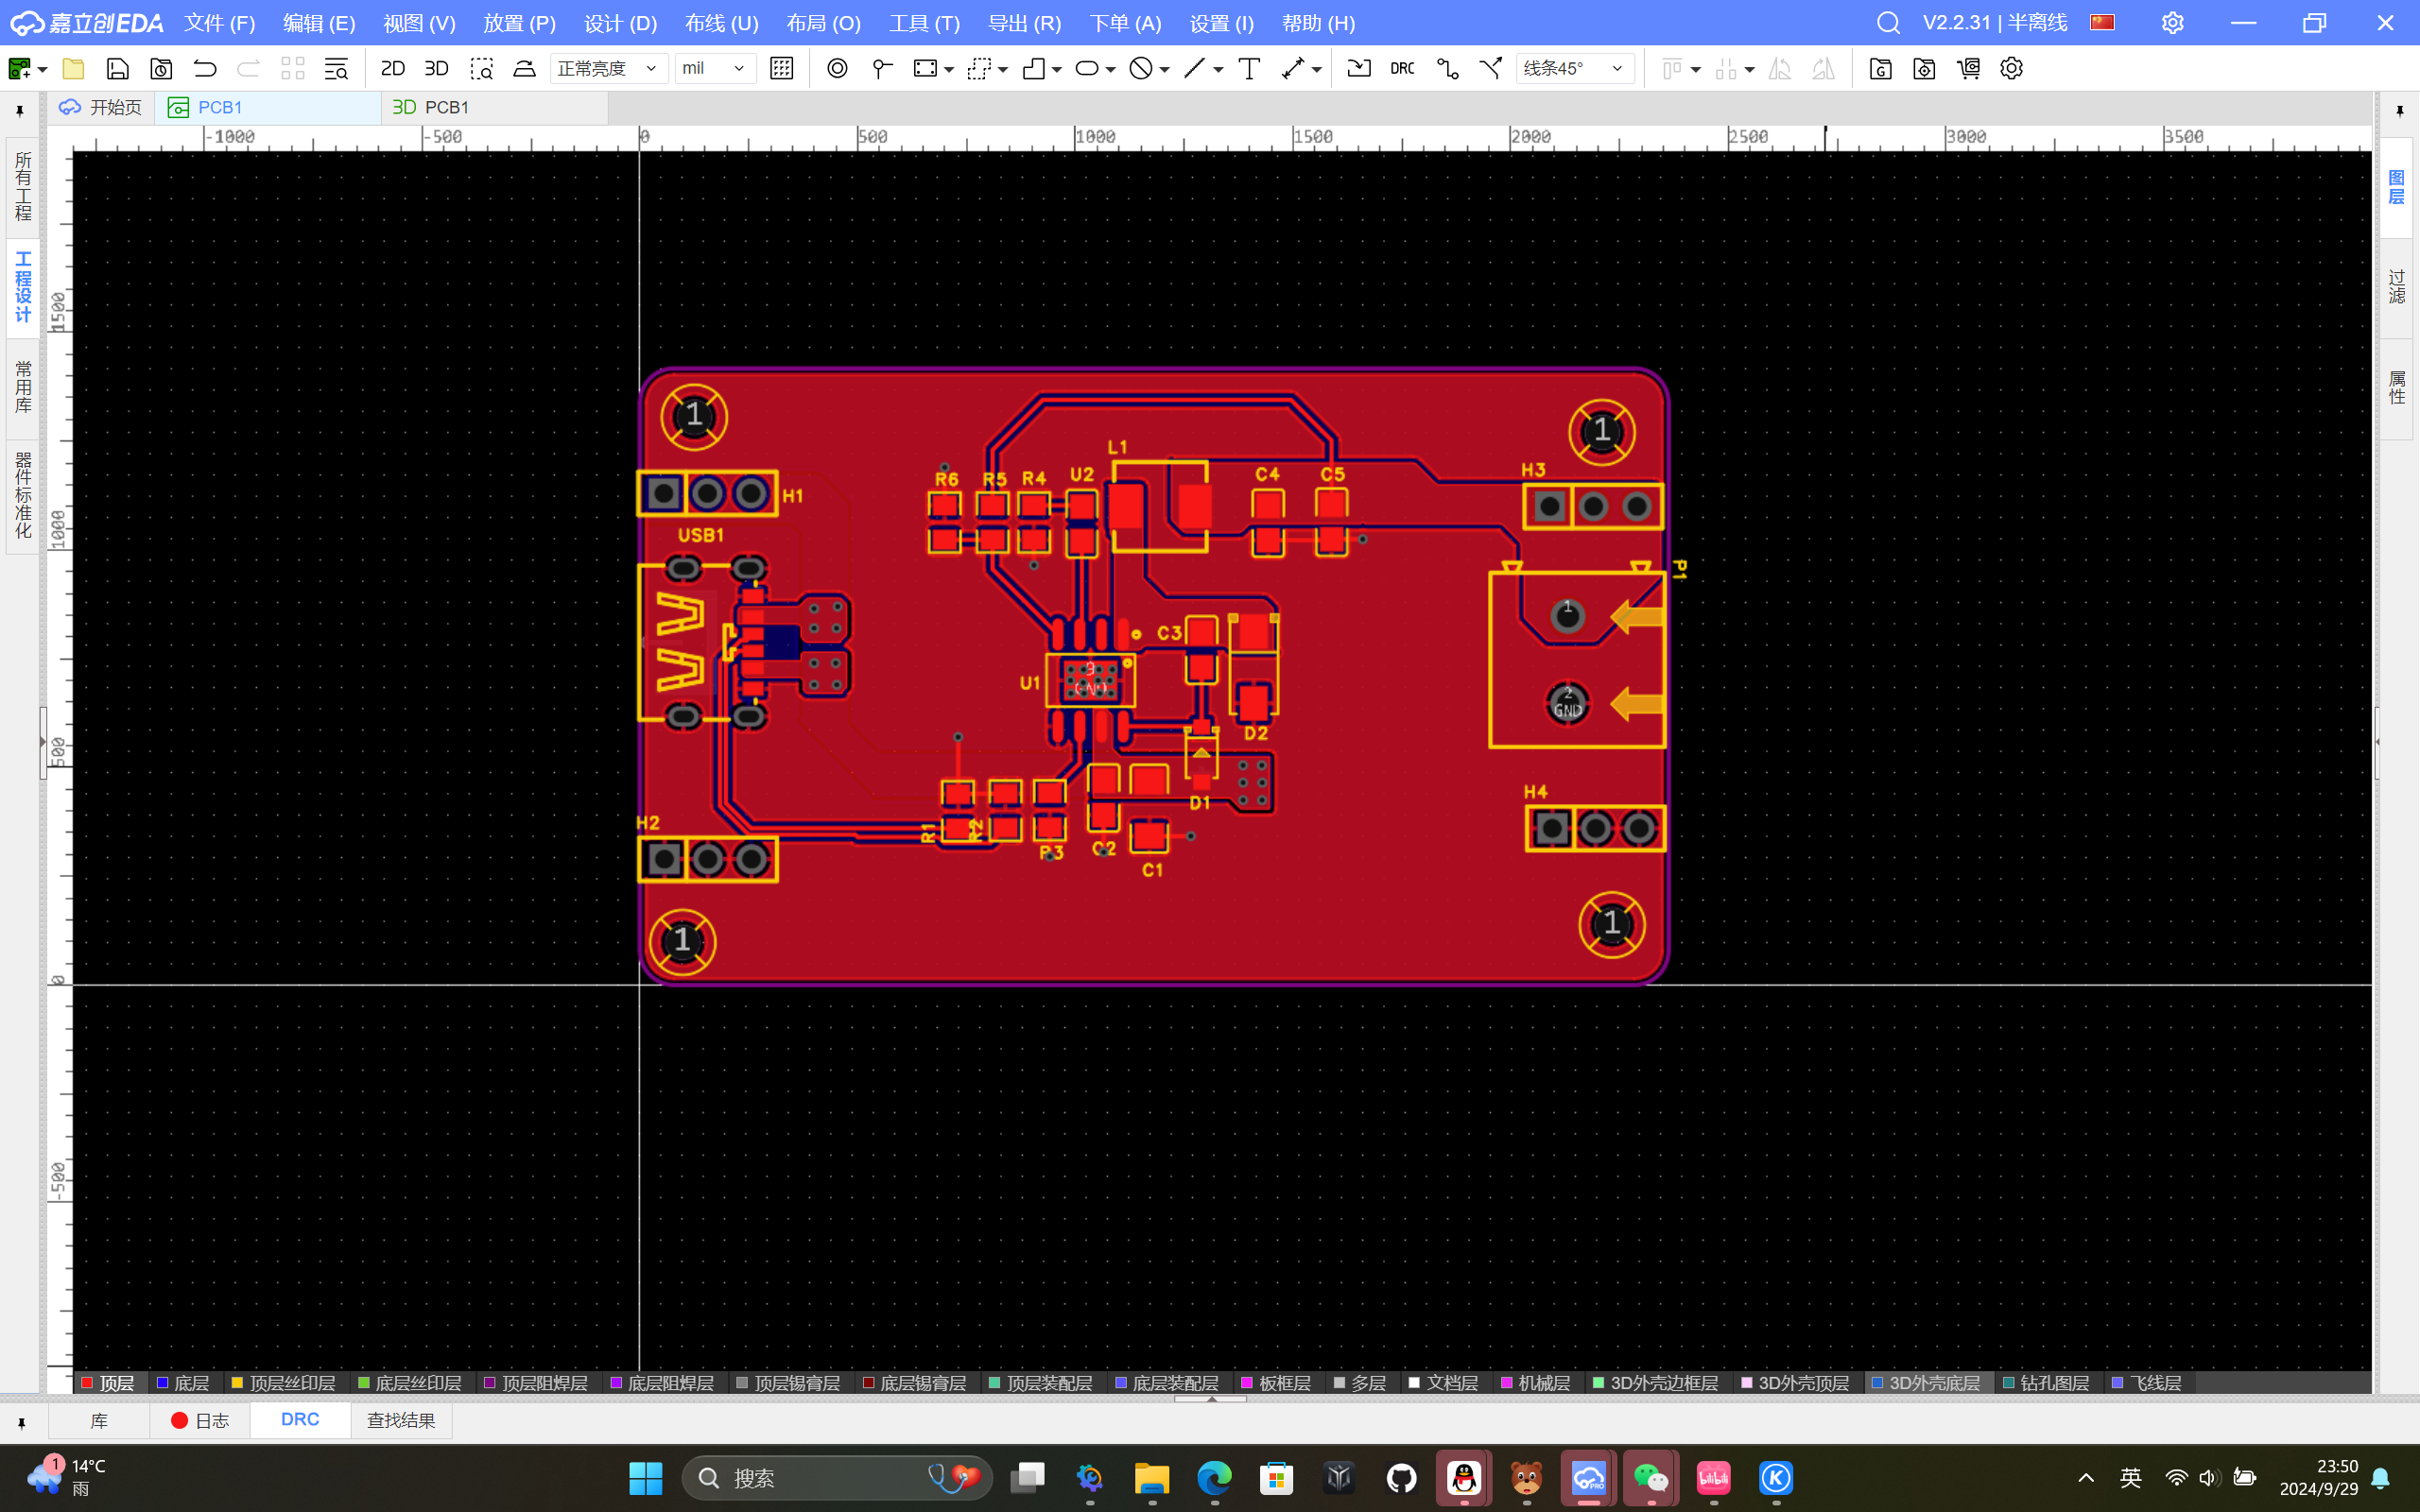 嘉立创EDA 文件 (F) 编辑 (E) 视图 (V) 放置 (P) 设计 (D) 布线 (U) 布局 (O) 工具 (T) 导出 (R) 下单 (A) 设置 (I) 帮助 (H) V2.2.31 | 半离线
2D 3D 正常亮度 mil T DRC 线条45°
开始页 PCB1 3D PCB1
-1000 -500 0 500 1000 1500 2000 2500 3000 3500
所有工程
工程设计
常用库
器件标准化
图层
过滤
属性
1500
1000
500
0
-500
1 1
L1
R6 R5 R4 U2 C4 C5 H3
H1
USB1
P1
1
C3
3
U1
2
GND
D2
H4
D1
H2
R1 R2
R3 C2
C1
1
1
顶层 底层 顶层丝印层 底层丝印层 顶层阻焊层 底层阻焊层 顶层锡膏层 底层锡膏层 顶层装配层 底层装配层 板框层 多层 文档层 机械层 3D外壳边框层 3D外壳顶层 3D外壳底层 钻孔图层 飞线层
库 日志 DRC 查找结果
1 14°C
雨
搜索
PRO
bilibili
K
英
23:50
2024/9/29